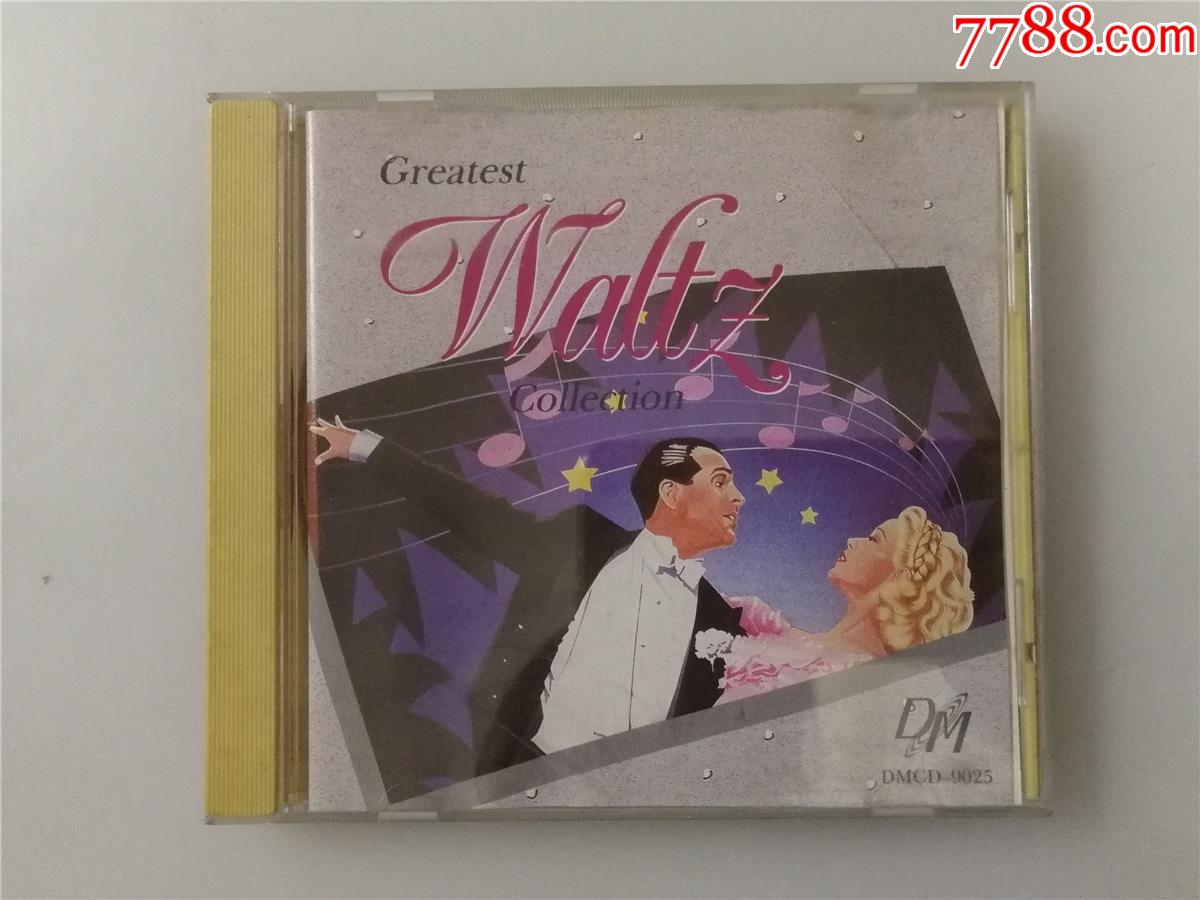 7788.com
Greatest
Waltz
Collection
DM
DMCD-9025